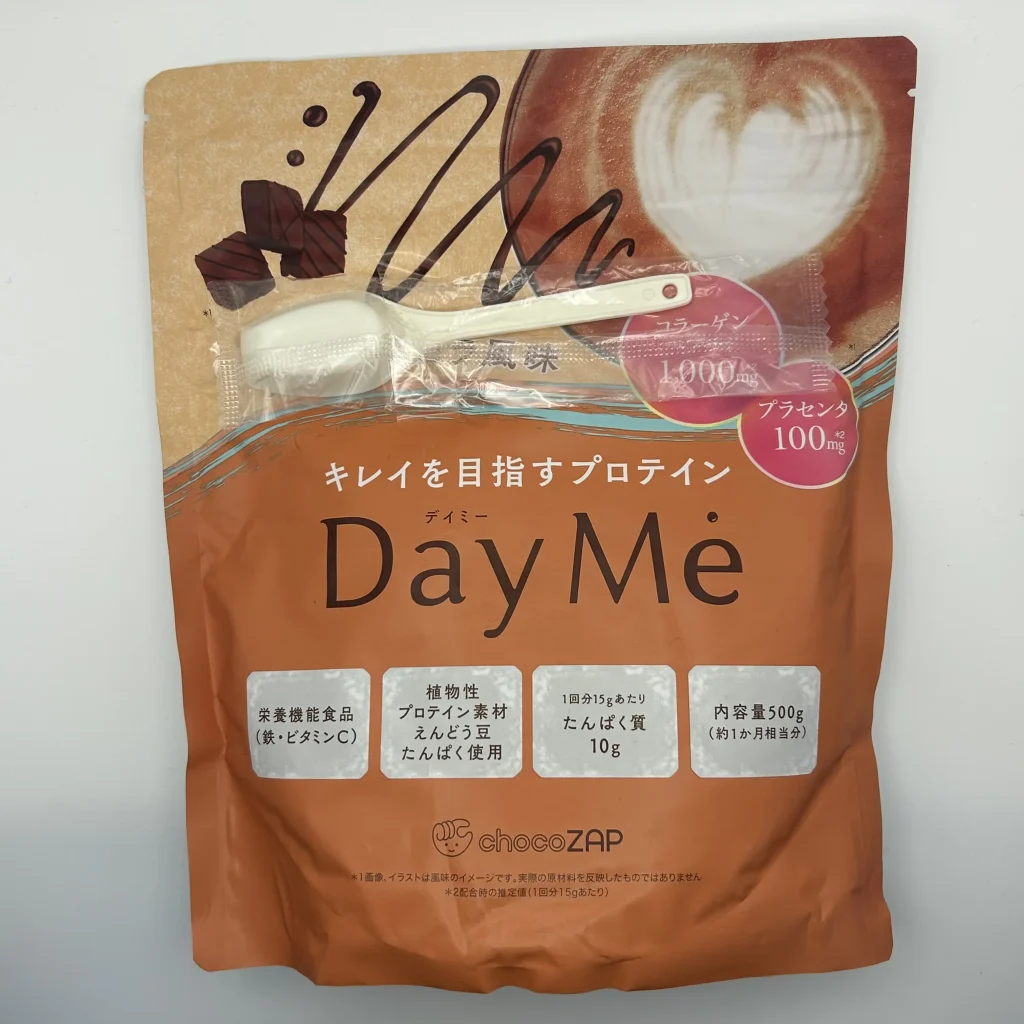 *1
風味
コラーゲン
1,000mg
*1
プラセンタ
100mg *2
キレイを目指すプロテイン
デイミー
DayMe
栄養機能食品
(鉄・ビタミンC)
植物性
プロテイン素材
えんどう豆
たんぱく使用
1回分15gあたり
たんぱく質
10g
内容量500g
(約1か月相当分)
chocoZAP
*1画像、イラストは風味のイメージです。実際の原材料を反映したものではありません
*2配合時の推定値(1回分15gあたり)